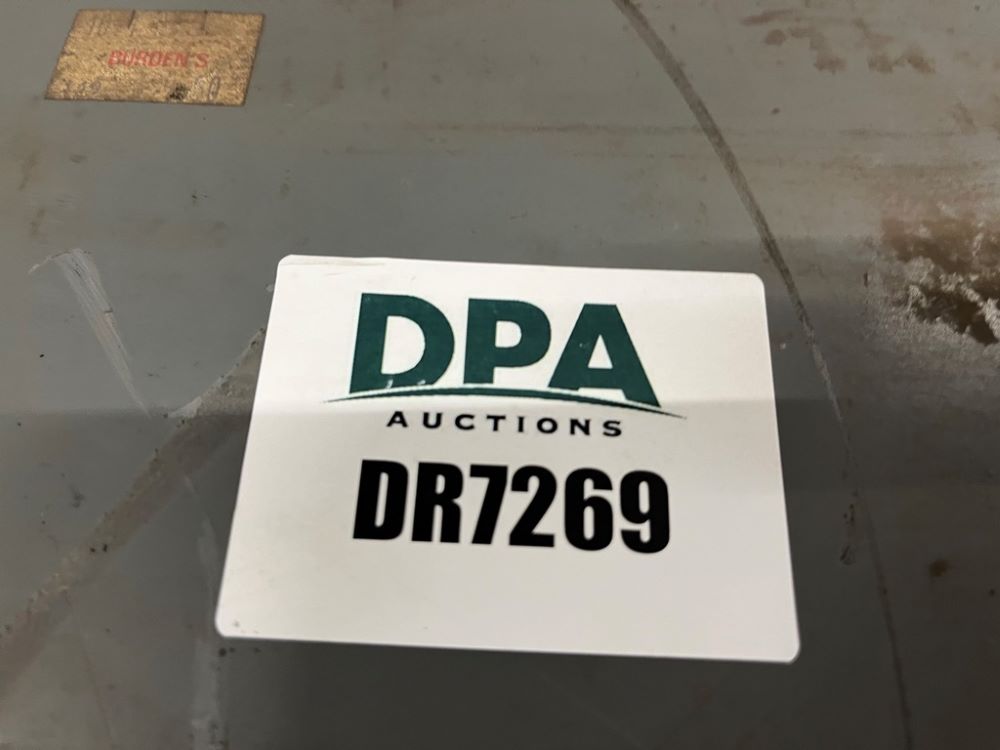 BURDEN'S
DPA
AUCTIONS
DR7269